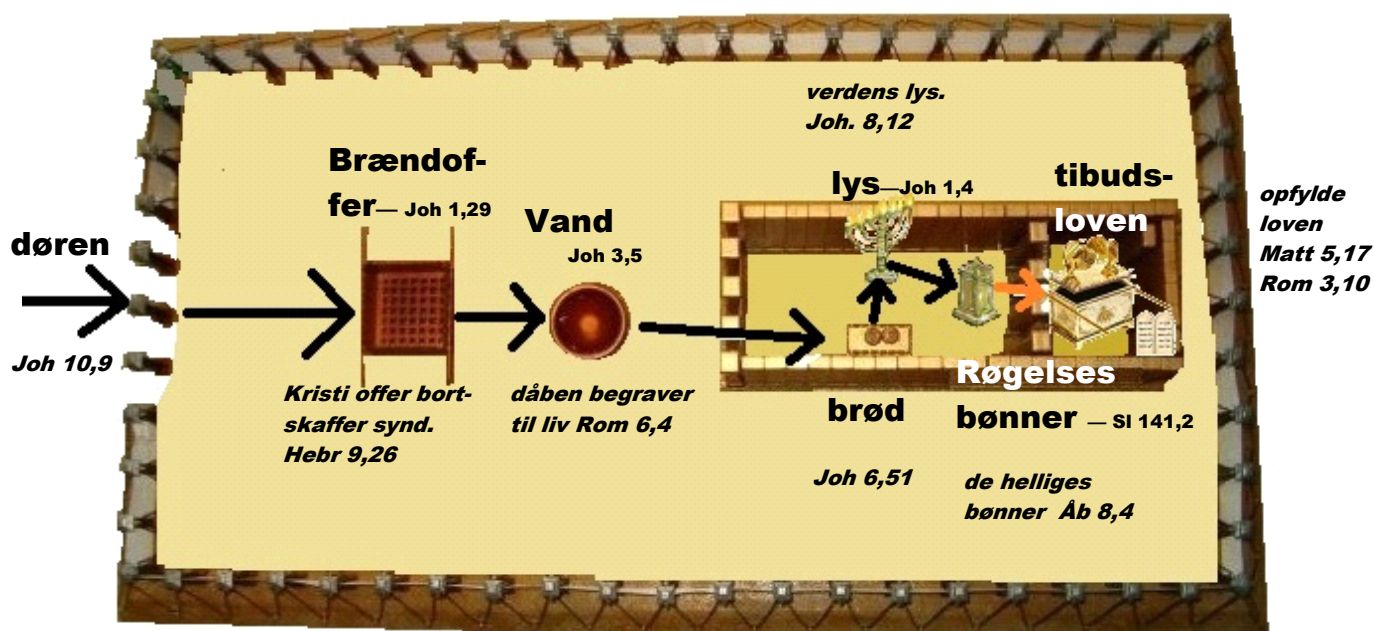 døren
Joh 10,9
Brændof-
fer— Joh 1,29
Kristi offer bort-
skaffer synd.
Hebr 9,26
Vand
Joh 3,5
dåben begraver
til liv Rom 6,4
verdens lys.
Joh. 8,12
lys—Joh 1,4
brød
Joh 6,51
Røgelses
bønner — Sl 141,2
de helliges
bønner Åb 8,4
tibuds-
loven
opfylde
loven
Matt 5,17
Rom 3,10